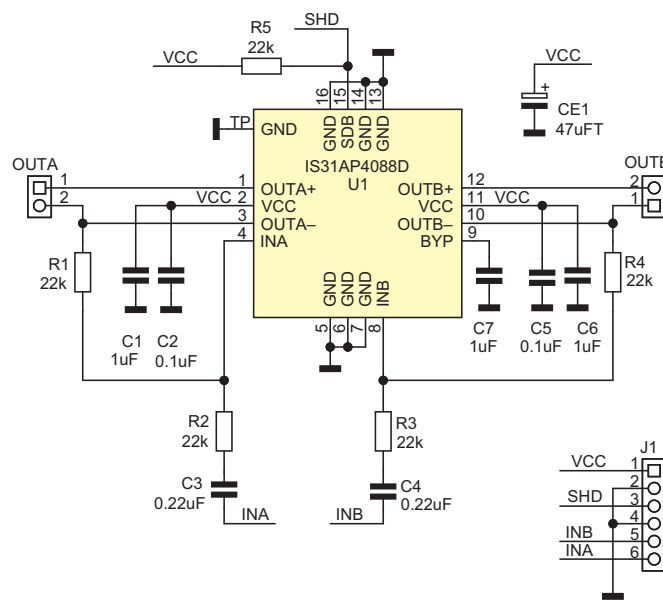 SHD
R5
22k
VCC
VCC
+
CE1
47uFT
16
15
14
13
GND
SDB
GND
GND
TP
GND
IS31AP4088D
U1
OUTA
1
2
OUTA+
VCC
OUTA–
INA
1
2
3
4
VCC
OUTB+
VCC
OUTB–
BYP
12
11
10
9
VCC
2
1
R1
22k
C1
1uF
C2
0.1uF
GND
GND
GND
INB
5
6
7
8
C7
1uF
C5
0.1uF
C6
1uF
R4
22k
R2
22k
R3
22k
C3
0.22uF
C4
0.22uF
INA
INB
J1
VCC
1
2
SHD
3
4
INB
5
INA
6